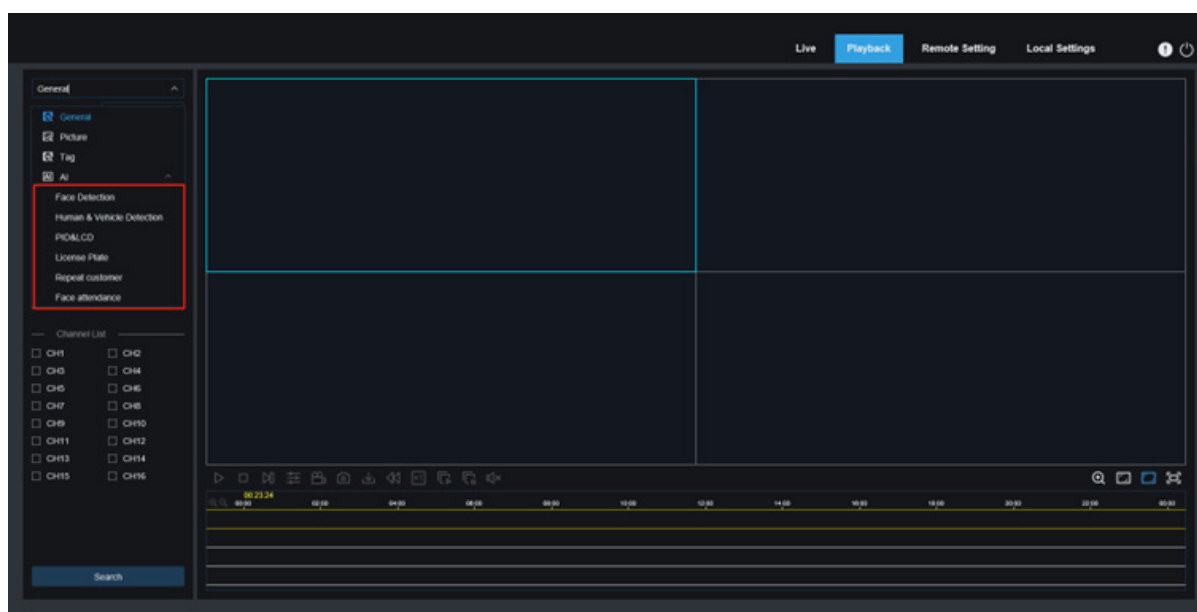 Live Playback Remote Setting Local Settings
General
General
Picture
Tag
AI
Face Detection
Human & Vehicle Detection
PID&LCD
License Plate
Repeat customer
Face attendance
Channel List
CH1 CH2
CH3 CH4
CH5 CH6
CH7 CH8
CH9 CH10
CH11 CH12
CH13 CH14
CH15 CH16
00:23:24
00:00 02:00 04:00 06:00 08:00 10:00 12:00 14:00 16:00 18:00 20:00 22:00 00:00
Search